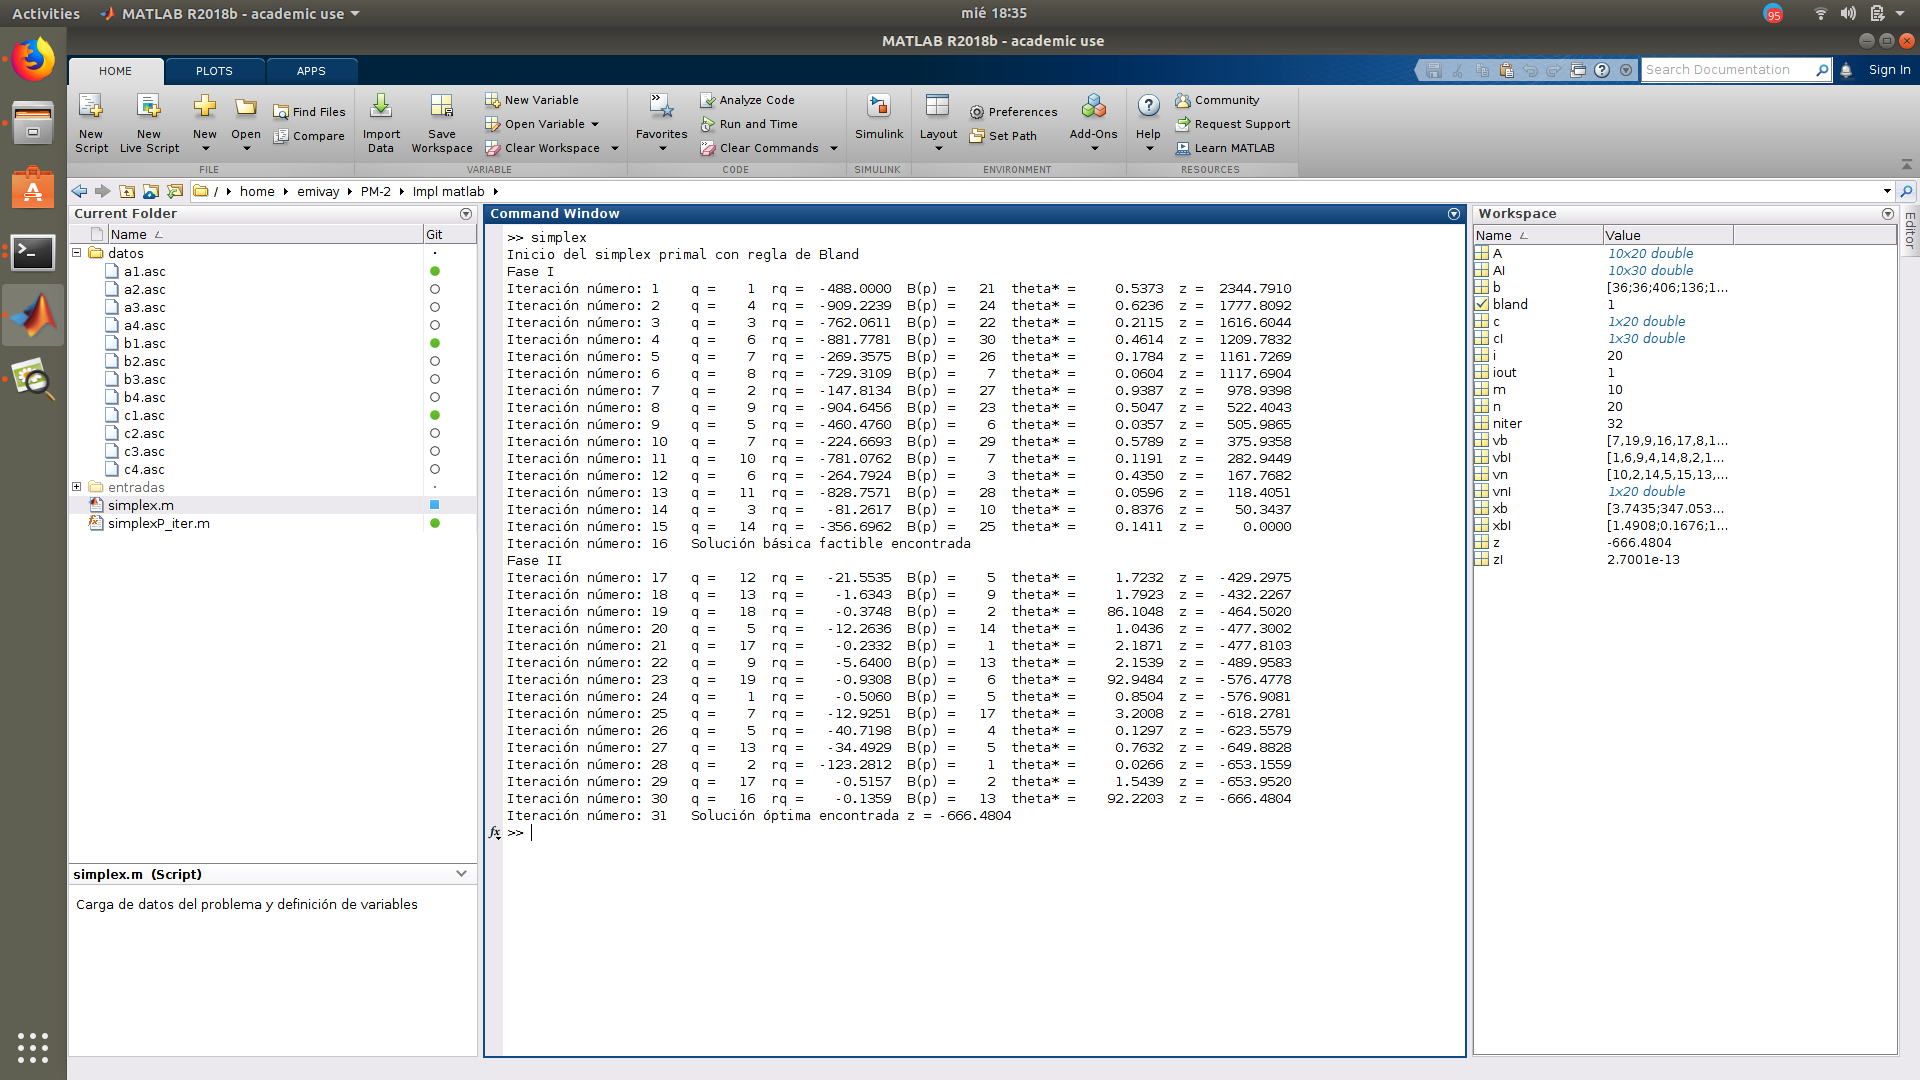 Activities MATLAB R2018b - academic use mié 18:35 95
MATLAB R2018b - academic use
HOME PLOTS APPS Search Documentation Sign In
New Script New Live Script New Open Find Files Compare Import Data Save Workspace New Variable Open Variable Clear Workspace Favorites Analyze Code Run and Time Clear Commands Simulink Layout Preferences Set Path Add-Ons Help Community Request Support Learn MATLAB
FILE VARIABLE CODE SIMULINK ENVIRONMENT RESOURCES
/ home emivay PM-2 Impl matlab
Current Folder
Name Git
datos
a1.asc
a2.asc
a3.asc
a4.asc
b1.asc
b2.asc
b3.asc
b4.asc
c1.asc
c2.asc
c3.asc
c4.asc
entradas
simplex.m
simplexP_iter.m
simplex.m (Script)
Carga de datos del problema y definición de variables
Command Window
>> simplex
Inicio del simplex primal con regla de Bland
Fase I
Iteración número: 1 q = 1 rq = -488.0000 B(p) = 21 theta* = 0.5373 z = 2344.7910
Iteración número: 2 q = 4 rq = -909.2239 B(p) = 24 theta* = 0.6236 z = 1777.8092
Iteración número: 3 q = 3 rq = -762.0611 B(p) = 22 theta* = 0.2115 z = 1616.6044
Iteración número: 4 q = 6 rq = -881.7781 B(p) = 30 theta* = 0.4614 z = 1209.7832
Iteración número: 5 q = 7 rq = -269.3575 B(p) = 26 theta* = 0.1784 z = 1161.7269
Iteración número: 6 q = 8 rq = -729.3109 B(p) = 7 theta* = 0.0604 z = 1117.6904
Iteración número: 7 q = 2 rq = -147.8134 B(p) = 27 theta* = 0.9387 z = 978.9398
Iteración número: 8 q = 9 rq = -904.6456 B(p) = 23 theta* = 0.5047 z = 522.4043
Iteración número: 9 q = 5 rq = -460.4760 B(p) = 6 theta* = 0.0357 z = 505.9865
Iteración número: 10 q = 7 rq = -224.6693 B(p) = 29 theta* = 0.5789 z = 375.9358
Iteración número: 11 q = 10 rq = -781.0762 B(p) = 7 theta* = 0.1191 z = 282.9449
Iteración número: 12 q = 6 rq = -264.7924 B(p) = 3 theta* = 0.4350 z = 167.7682
Iteración número: 13 q = 11 rq = -828.7571 B(p) = 28 theta* = 0.0596 z = 118.4051
Iteración número: 14 q = 3 rq = -81.2617 B(p) = 10 theta* = 0.8376 z = 50.3437
Iteración número: 15 q = 14 rq = -356.6962 B(p) = 25 theta* = 0.1411 z = 0.0000
Iteración número: 16 Solución básica factible encontrada
Fase II
Iteración número: 17 q = 12 rq = -21.5535 B(p) = 5 theta* = 1.7232 z = -429.2975
Iteración número: 18 q = 13 rq = -1.6343 B(p) = 9 theta* = 1.7923 z = -432.2267
Iteración número: 19 q = 18 rq = -0.3748 B(p) = 2 theta* = 86.1048 z = -464.5020
Iteración número: 20 q = 5 rq = -12.2636 B(p) = 14 theta* = 1.0436 z = -477.3002
Iteración número: 21 q = 17 rq = -0.2332 B(p) = 1 theta* = 2.1871 z = -477.8103
Iteración número: 22 q = 9 rq = -5.6400 B(p) = 13 theta* = 2.1539 z = -489.9583
Iteración número: 23 q = 19 rq = -0.9308 B(p) = 6 theta* = 92.9484 z = -576.4778
Iteración número: 24 q = 1 rq = -0.5060 B(p) = 5 theta* = 0.8504 z = -576.9081
Iteración número: 25 q = 7 rq = -12.9251 B(p) = 17 theta* = 3.2008 z = -618.2781
Iteración número: 26 q = 5 rq = -40.7198 B(p) = 4 theta* = 0.1297 z = -623.5579
Iteración número: 27 q = 13 rq = -34.4929 B(p) = 5 theta* = 0.7632 z = -649.8828
Iteración número: 28 q = 2 rq = -123.2812 B(p) = 1 theta* = 0.0266 z = -653.1559
Iteración número: 29 q = 17 rq = -0.5157 B(p) = 2 theta* = 1.5439 z = -653.9520
Iteración número: 30 q = 16 rq = -0.1359 B(p) = 13 theta* = 92.2203 z = -666.4804
Iteración número: 31 Solución óptima encontrada z = -666.4804
fx >>
Workspace
Name Value
A 10x20 double
AI 10x30 double
b [36;36;406;136;1...
bland 1
c 1x20 double
cI 1x30 double
i 20
iout 1
m 10
n 20
niter 32
vb [7,19,9,16,17,8,1...
vbI [1,6,9,4,14,8,2,1...
vn [10,2,14,5,15,13,...
vnI 1x20 double
xb [3.7435;347.053...
xbI [1.4908;0.1676;1...
z -666.4804
zI 2.7001e-13
Editor